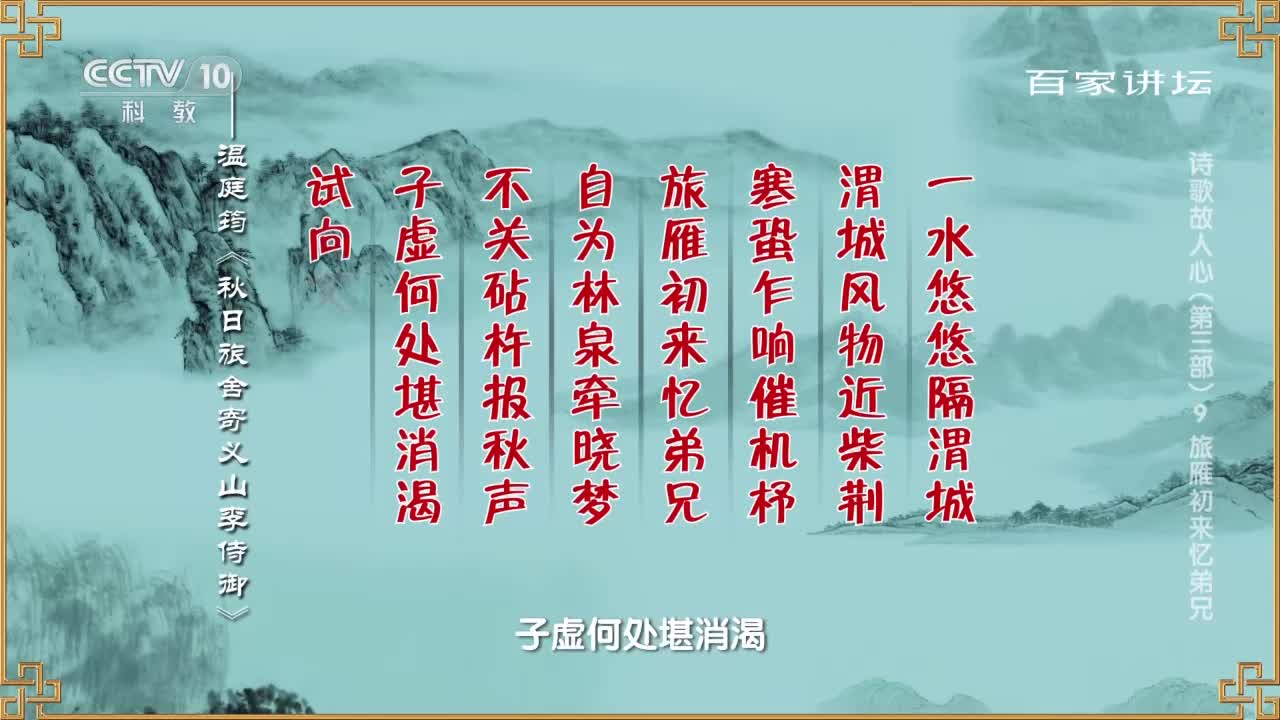 CCTV 10
科教
百家讲坛
诗歌故人心(第三部) 9 旅雁初来忆弟兄
一水悠悠隔渭城
渭城风物近柴荆
寒蛩乍响催机杼
旅雁初来忆弟兄
自为林泉牵晓梦
不关砧杵报秋声
子虚何处堪消渴
试向
温庭筠《秋日旅舍寄义山李侍御》
子虚何处堪消渴